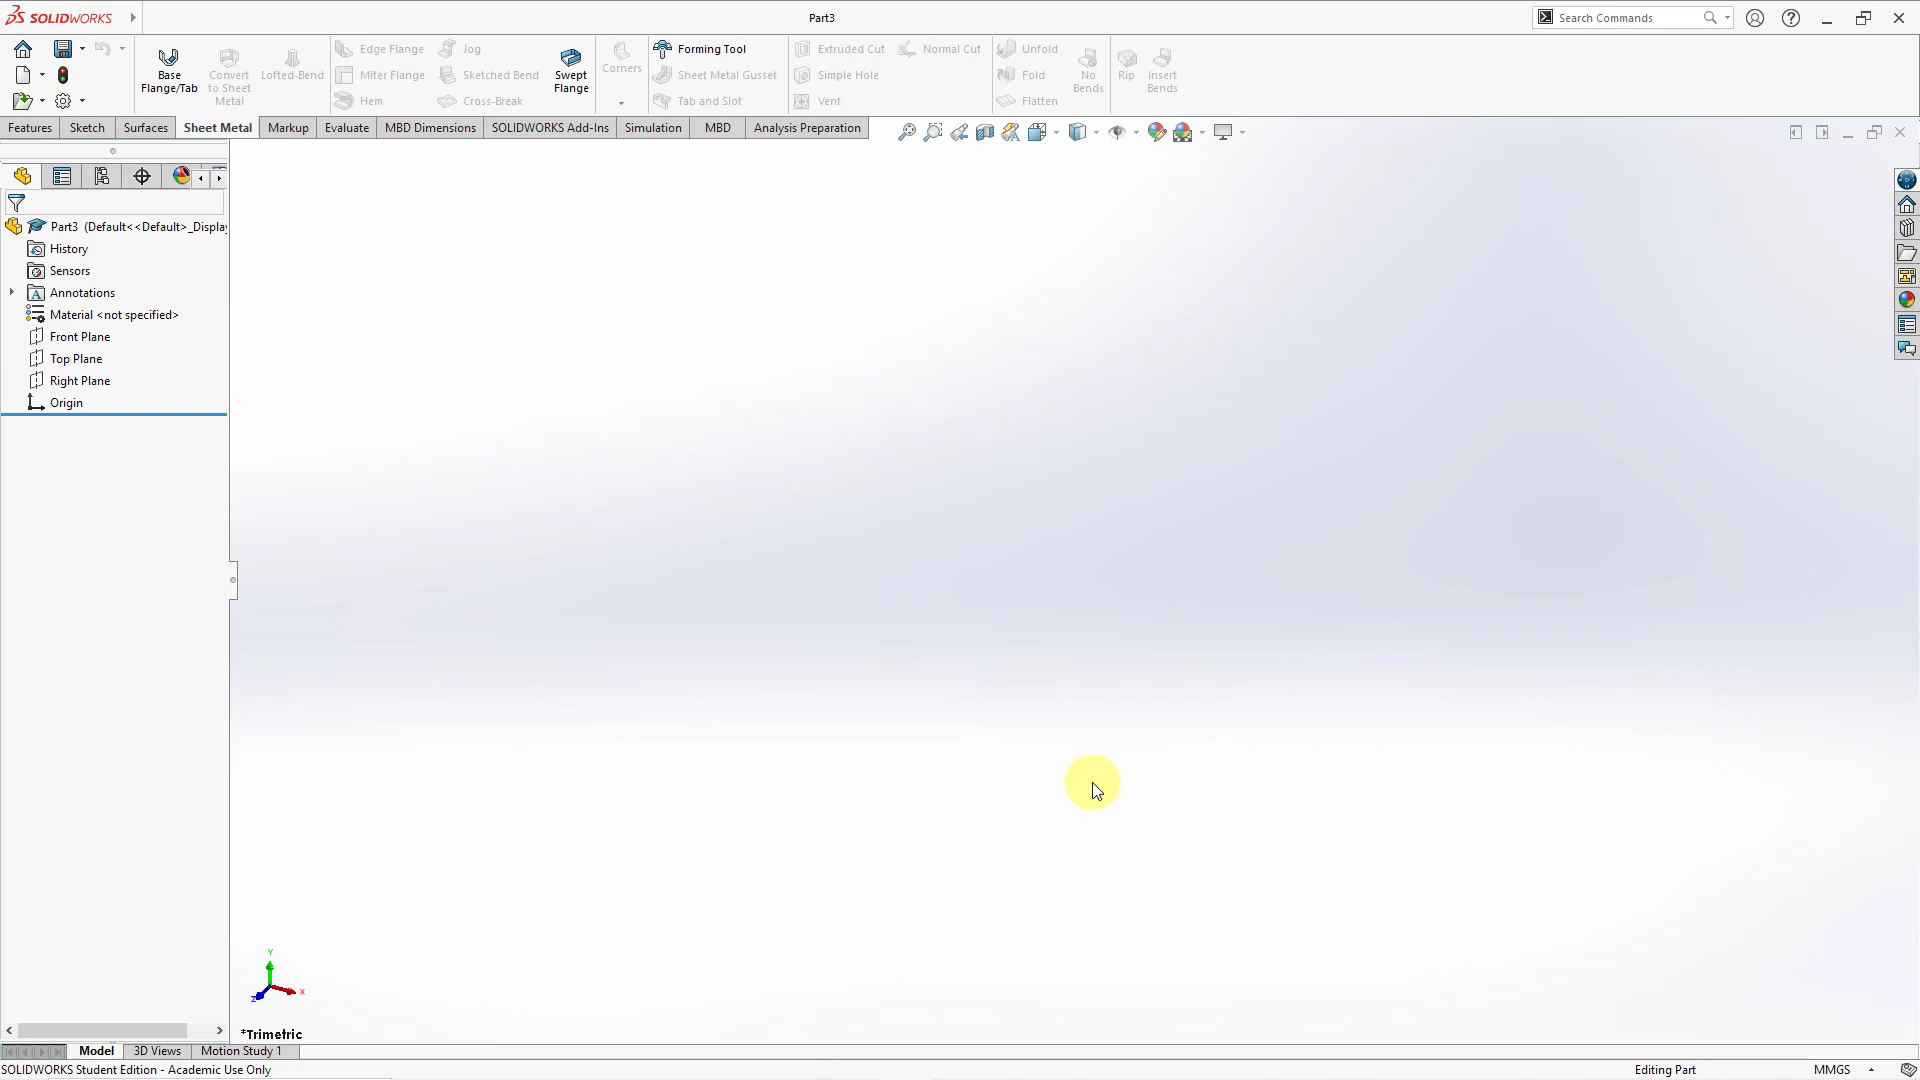 SOLIDWORKS
Part3
Search Commands
Base
Flange/Tab
Convert
to Sheet
Metal
Lofted-Bend
Edge Flange
Miter Flange
Hem
Jog
Sketched Bend
Cross-Break
Swept
Flange
Corners
Forming Tool
Sheet Metal Gusset
Tab and Slot
Extruded Cut
Simple Hole
Vent
Normal Cut
Unfold
Fold
Flatten
No
Bends
Rip
Insert
Bends
Features
Sketch
Surfaces
Sheet Metal
Markup
Evaluate
MBD Dimensions
SOLIDWORKS Add-Ins
Simulation
MBD
Analysis Preparation
Part3 (Default<<Default>_Display
History
Sensors
Annotations
Material <not specified>
Front Plane
Top Plane
Right Plane
Origin
Y
X
Z
*Trimetric
Model
3D Views
Motion Study 1
SOLIDWORKS Student Edition - Academic Use Only
Editing Part
MMGS